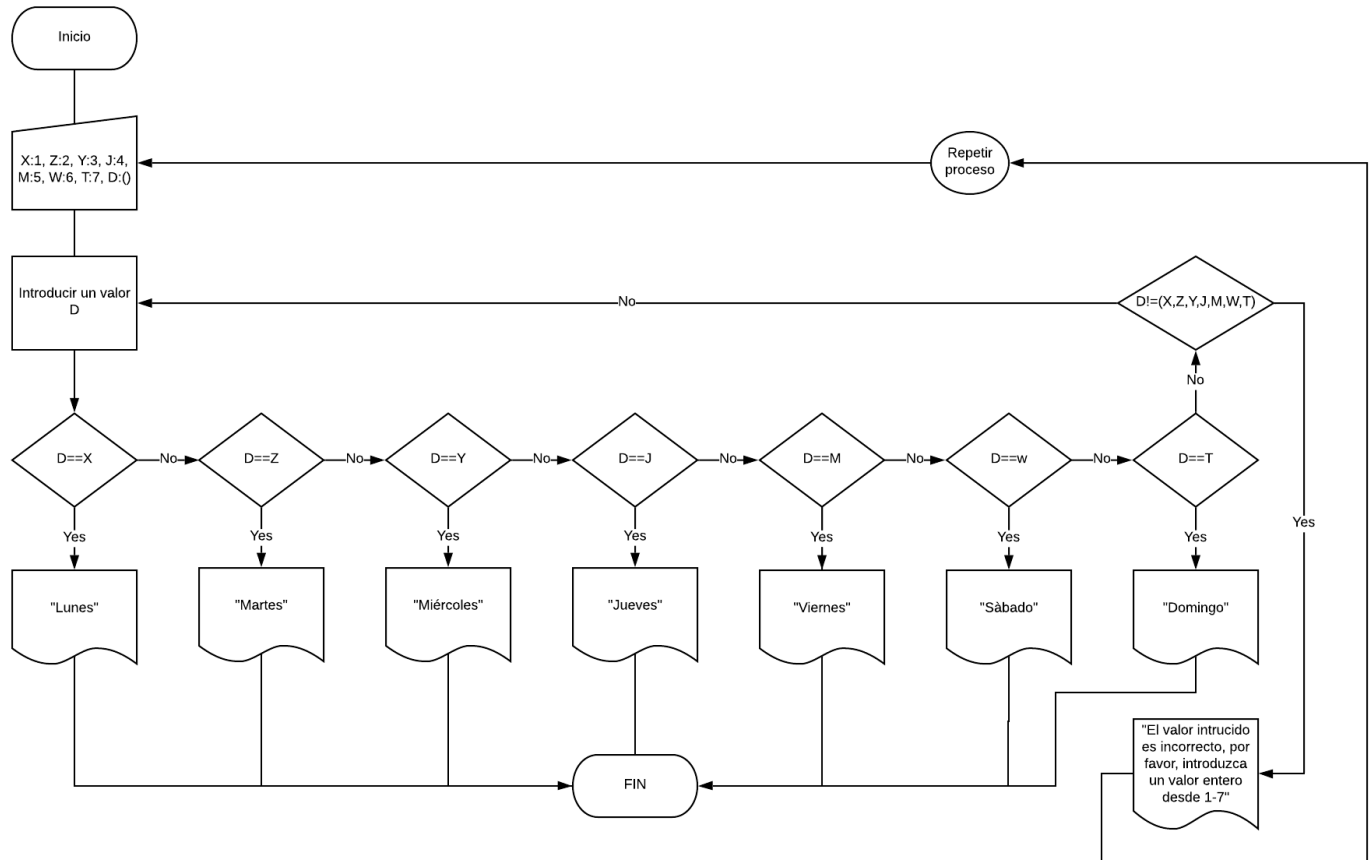 Inicio
X:1, Z:2, Y:3, J:4,
M:5, W:6, T:7, D:()
Repetir
proceso
Introducir un valor
D
No
D!=(X,Z,Y,J,M,W,T)
No
Yes
D==X
No
D==Z
No
D==Y
No
D==J
No
D==M
No
D==w
No
D==T
Yes
Yes
Yes
Yes
Yes
Yes
Yes
"Lunes"
"Martes"
"Miércoles"
"Jueves"
"Viernes"
"Sàbado"
"Domingo"
FIN
"El valor intrucido
es incorrecto, por
favor, introduzca
un valor entero
desde 1-7"